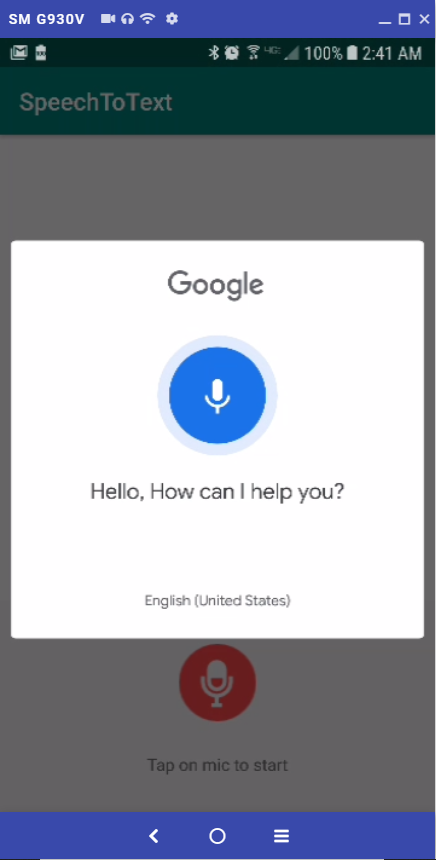 SM G930V
4G 100% 2:41 AM
SpeechToText
Google
Hello, How can I help you?
English (United States)
Tap on mic to start